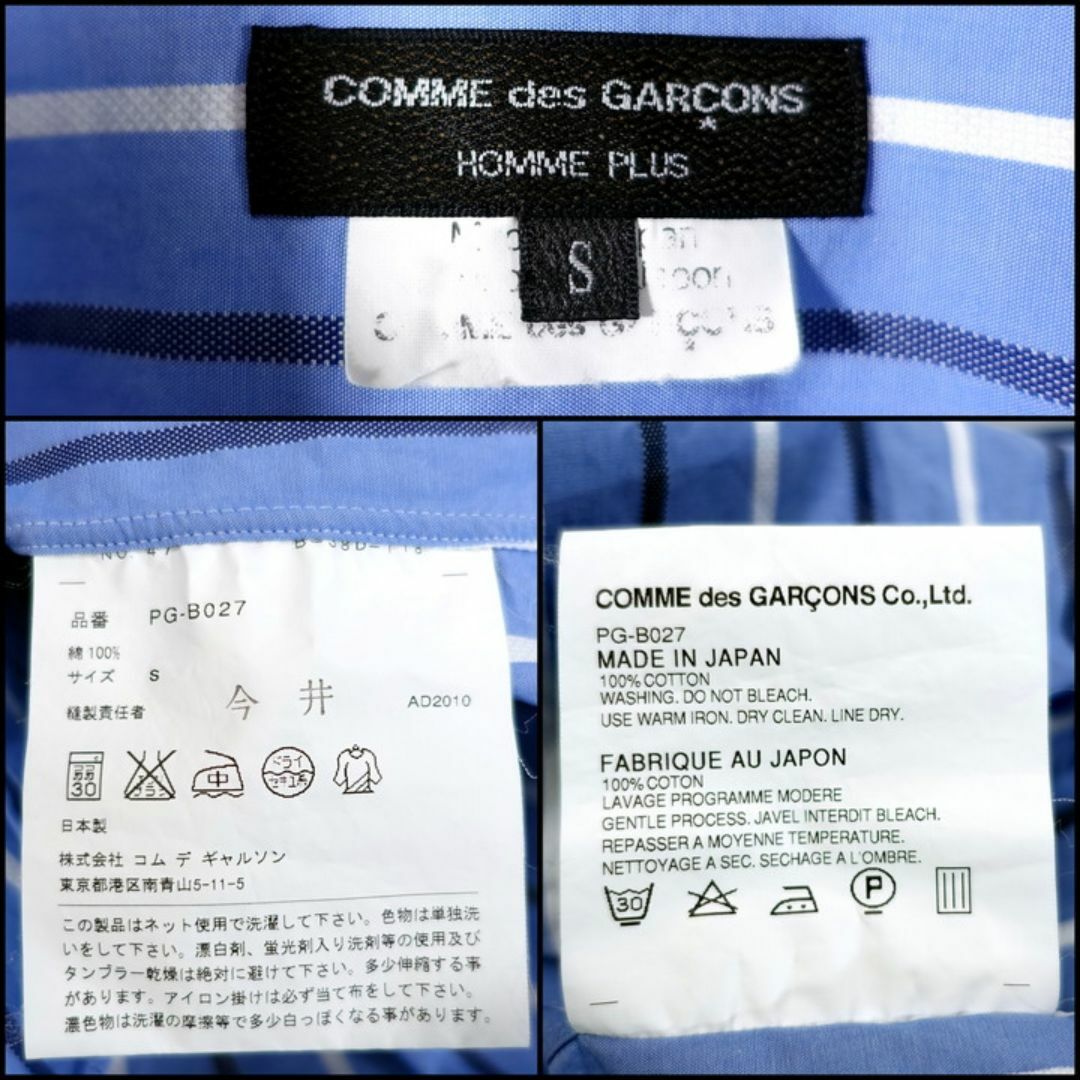 COMME des GARÇONS
*
HOMME PLUS
S
品番 PG-B027
綿 100%
サイズ S
縫製責任者 今井 AD2010
30
中
ドライ
セキユ系
日本製
株式会社 コム デ ギャルソン
東京都港区南青山5-11-5
この製品はネット使用で洗濯して下さい。色物は単独洗
いをして下さい。漂白剤、蛍光剤入り洗剤等の使用及び
タンブラー乾燥は絶対に避けて下さい。多少伸縮する事
があります。アイロン掛けは必ず当て布をして下さい。
濃色物は洗濯の摩擦等で多少白っぽくなる事があります。
COMME des GARÇONS Co.,Ltd.
PG-B027
MADE IN JAPAN
100% COTTON
WASHING. DO NOT BLEACH.
USE WARM IRON. DRY CLEAN. LINE DRY.
FABRIQUE AU JAPON
100% COTON
LAVAGE PROGRAMME MODERE
GENTLE PROCESS. JAVEL INTERDIT BLEACH.
REPASSER A MOYENNE TEMPERATURE.
NETTOYAGE A SEC. SECHAGE A L'OMBRE.
30
P